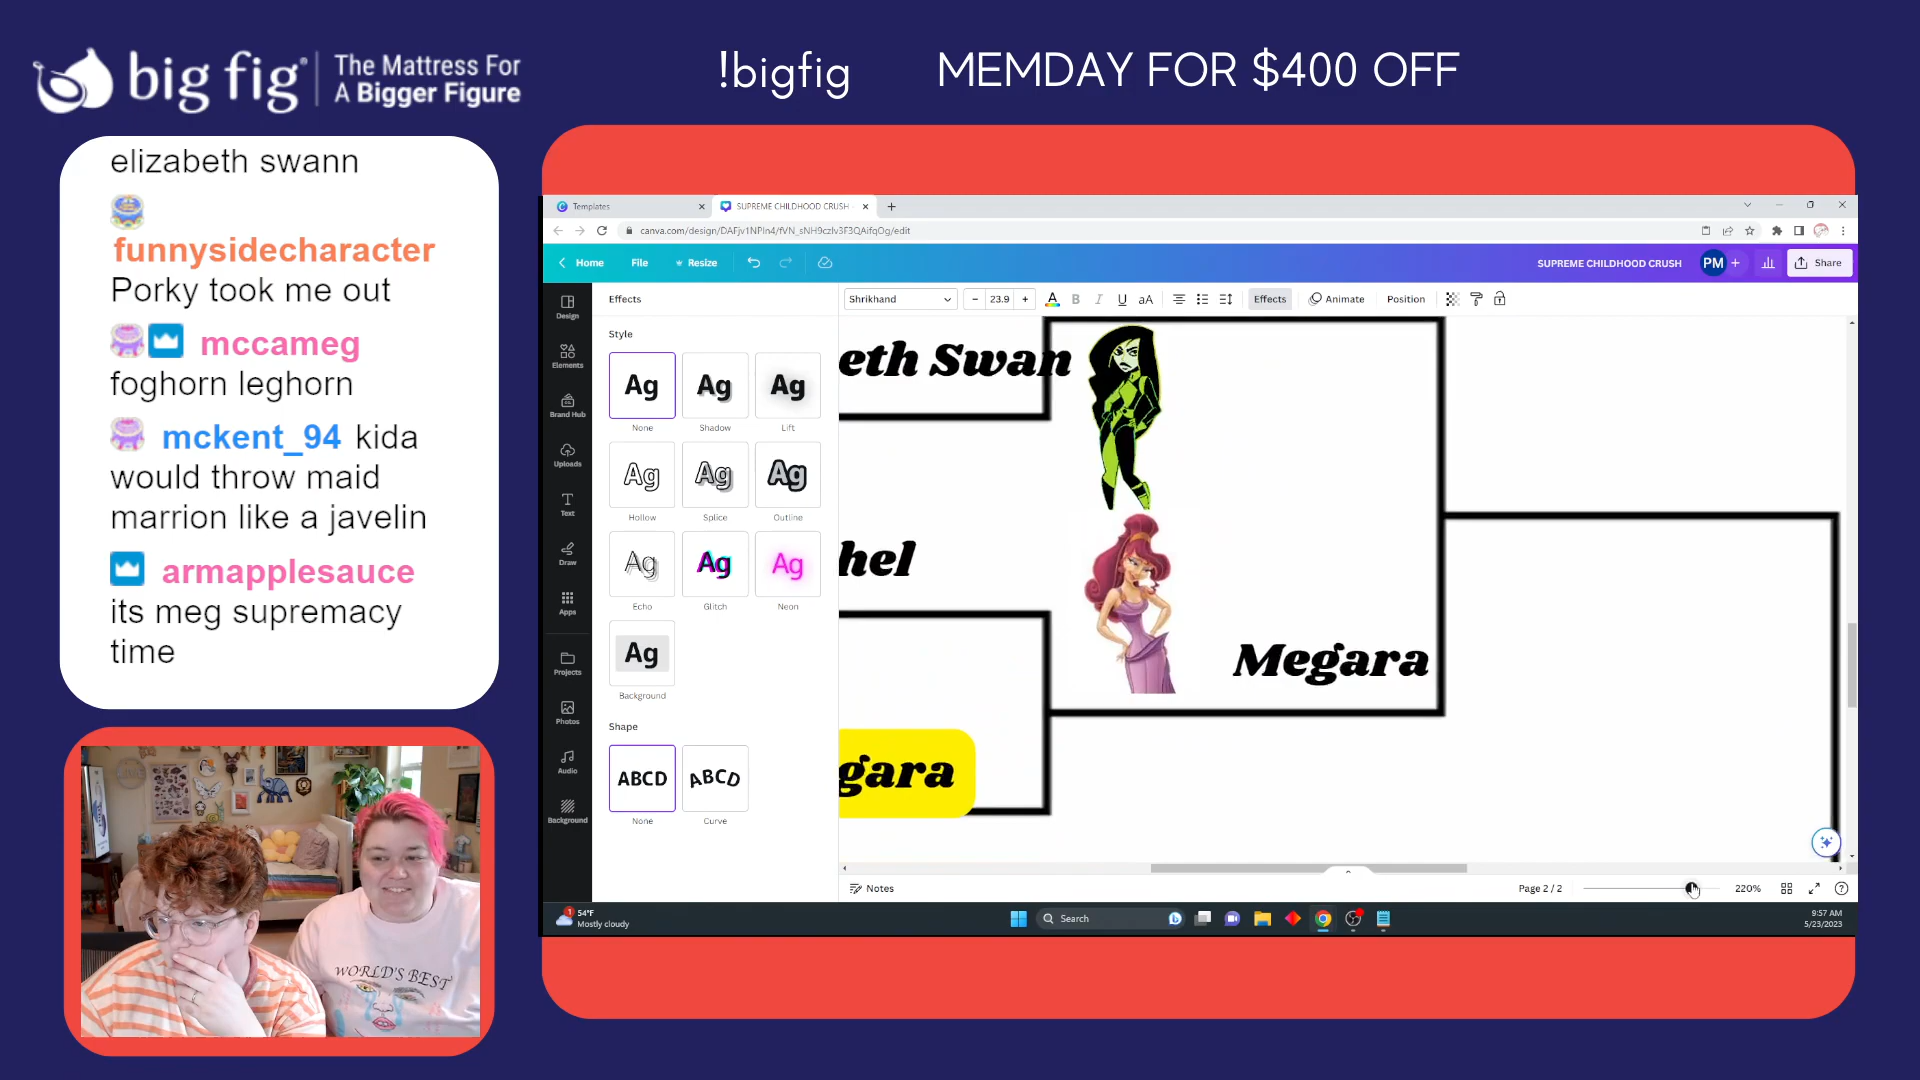 big fig
The Mattress For
A Bigger Figure
!bigfig
MEMDAY FOR $400 OFF
elizabeth swann
funnysidecharacter
Porky took me out
mccameg
foghorn leghorn
mckent_94 kida
would throw maid
marrion like a javelin
armapplesauce
its meg supremacy
time
WORLD'S BEST
Templates
SUPREME CHILDHOOD CRUSH
Home
File
Resize
SUPREME CHILDHOOD CRUSH
PM
Share
Design
Elements
Brand Hub
Uploads
Text
Draw
Apps
Projects
Photos
Audio
Background
Effects
Style
Ag
Ag
Ag
None
Shadow
Lift
Ag
Ag
Ag
Hollow
Splice
Outline
Ag
Ag
Ag
Echo
Glitch
Neon
Ag
Background
Shape
ABCD
ABCD
None
Curve
Shrikhand
- 23.9 +
A B I U aA
Effects
Animate
Position
eth Swan
hel
Megara
gara
Notes
Page 2 / 2
220%
1
54°F
Mostly cloudy
Search
9:57 AM
5/23/2023